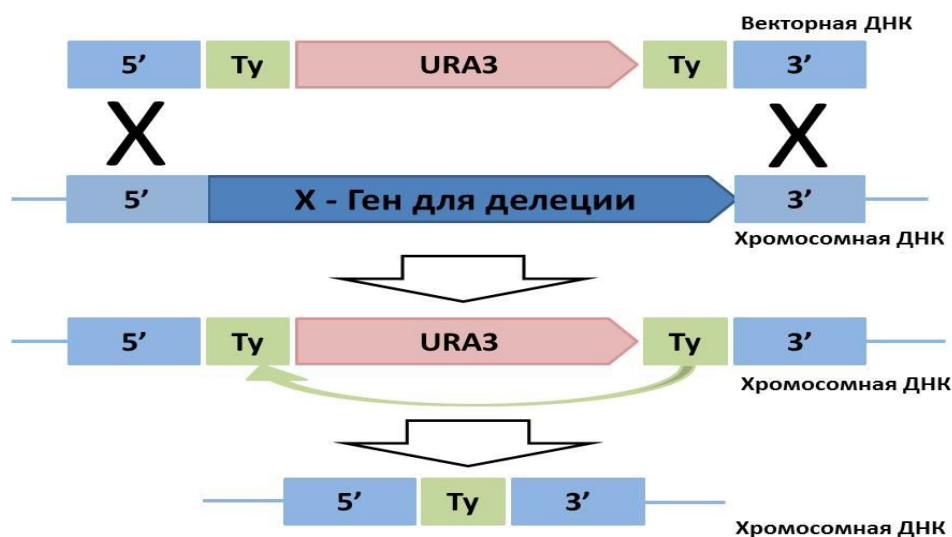 Векторная ДНК
5’ Ty URA3 Ty 3’
X X
5’ X - Ген для делеции 3’
Хромосомная ДНК
5’ Ty URA3 Ty 3’
Хромосомная ДНК
5’ Ty 3’
Хромосомная ДНК